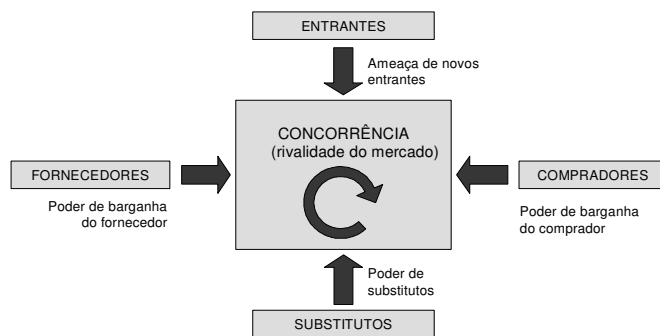 ENTRANTES
Ameaça de novos
entrantes
CONCORRÊNCIA
(rivalidade do mercado)
FORNECEDORES
Poder de barganha
do fornecedor
COMPRADORES
Poder de barganha
do comprador
Poder de
substitutos
SUBSTITUTOS